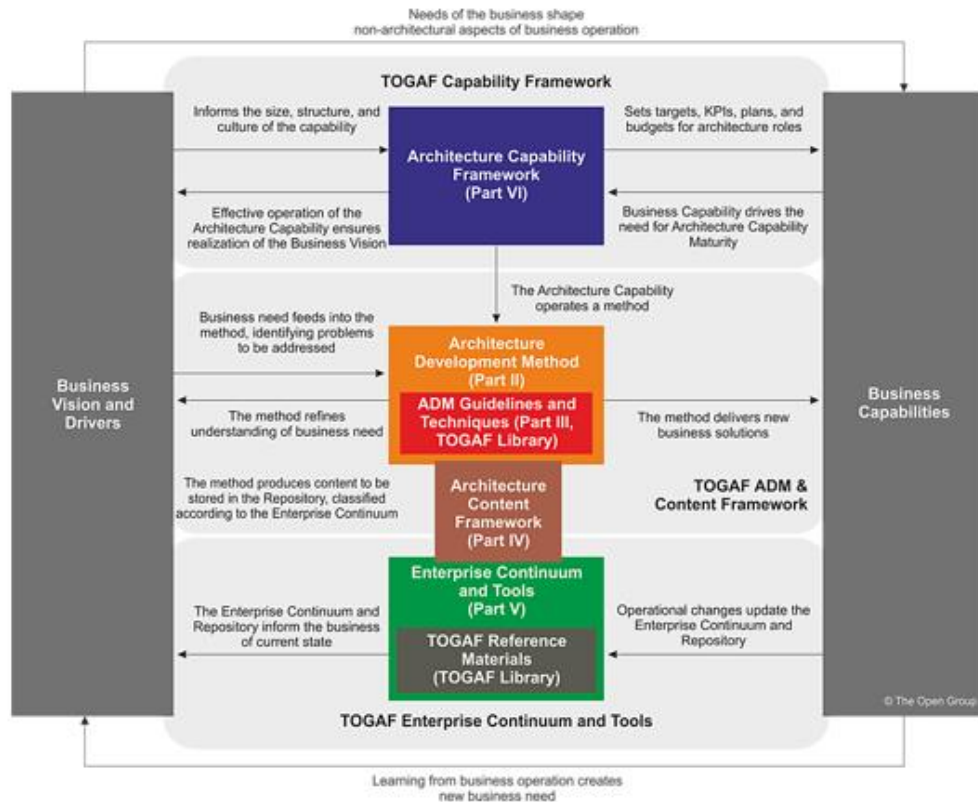 Needs of the business shape
non-architectural aspects of business operation
TOGAF Capability Framework
Informs the size, structure, and
culture of the capability
Sets targets, KPIs, plans, and
budgets for architecture roles
Architecture Capability
Framework
(Part VI)
Effective operation of the
Architecture Capability ensures
realization of the Business Vision
Business Capability drives the
need for Architecture Capability
Maturity
The Architecture Capability
operates a method
Business need feeds into the
method, identifying problems
to be addressed
Architecture
Development Method
(Part II)
Business
Vision and
Drivers
ADM Guidelines and
Techniques (Part III,
TOGAF Library)
Business
Capabilities
The method refines
understanding of business need
The method delivers new
business solutions
The method produces content to be
stored in the Repository, classified
according to the Enterprise Continuum
Architecture
Content
Framework
(Part IV)
TOGAF ADM &
Content Framework
Enterprise Continuum
and Tools
(Part V)
The Enterprise Continuum and
Repository inform the business
of current state
Operational changes update the
Enterprise Continuum and
Repository
TOGAF Reference
Materials
(TOGAF Library)
© The Open Group
TOGAF Enterprise Continuum and Tools
Learning from business operation creates
new business need